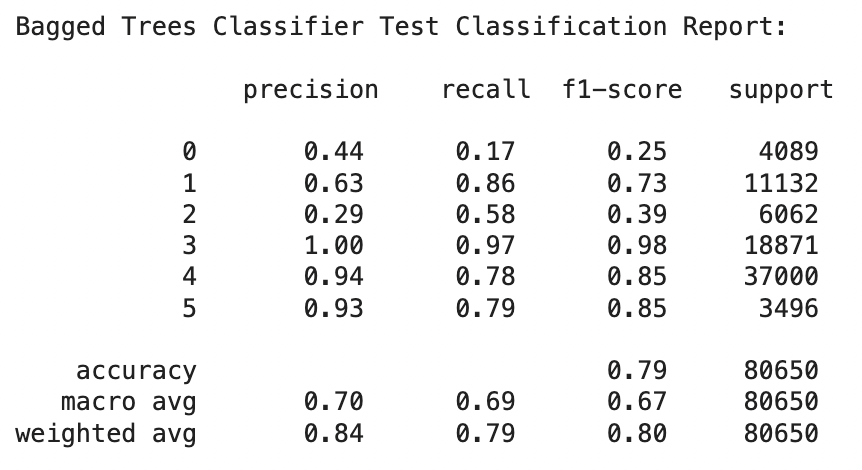 Bagged Trees Classifier Test Classification Report:
precision recall f1-score support
0 0.44 0.17 0.25 4089
1 0.63 0.86 0.73 11132
2 0.29 0.58 0.39 6062
3 1.00 0.97 0.98 18871
4 0.94 0.78 0.85 37000
5 0.93 0.79 0.85 3496
accuracy 0.79 80650
macro avg 0.70 0.69 0.67 80650
weighted avg 0.84 0.79 0.80 80650